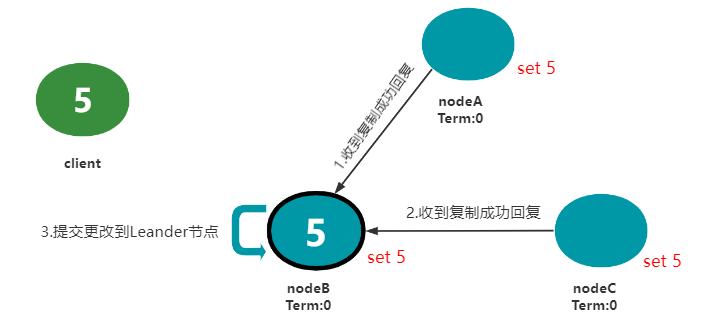 set 5
nodeA
Term:0
1.收到复制成功回复
5
client
2.收到复制成功回复
3.提交更改到Leander节点
5
set 5
set 5
nodeB
Term:0
nodeC
Term:0